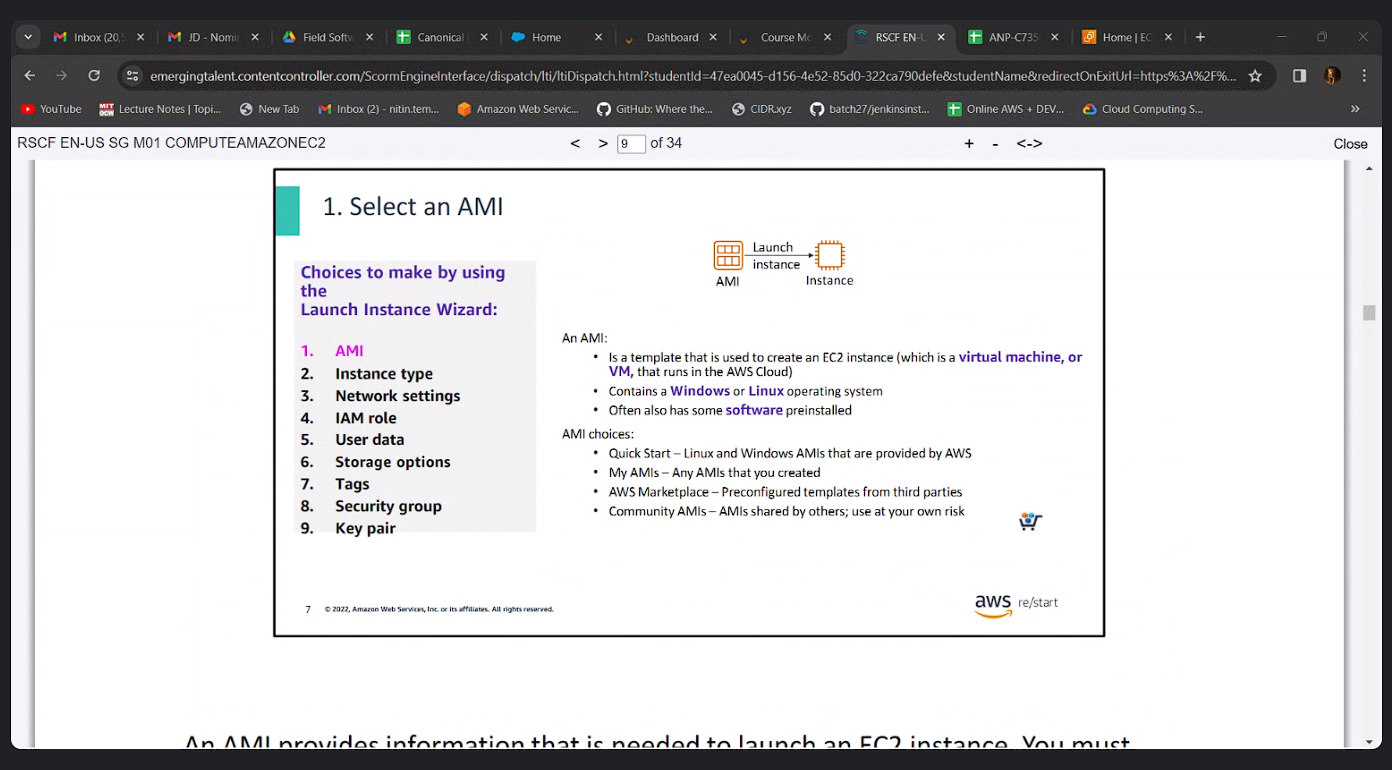 Inbox (20,5
JD - Nomin
Field Softw
Canonical
Home
Dashboard
Course Mo
RSCF EN-U
ANP-C735
Home | EC
emergingtalent.contentcontroller.com/ScormEngineInterface/dispatch/lti/ltiDispatch.html?studentId=47ea0045-d156-4e52-85d0-322ca790defe&studentName&redirectOnExitUrl=https%3A%2F%...
YouTube
MIT OCW Lecture Notes | Topi...
New Tab
Inbox (2) - nitin.tem...
Amazon Web Servic...
GitHub: Where the...
CIDR.xyz
batch27/jenkinsinst...
Online AWS + DEV...
Cloud Computing S...
»
RSCF EN-US SG M01 COMPUTEAMAZONEC2
< > 9 of 34
+ - <->
Close
1. Select an AMI
Choices to make by using
the
Launch Instance Wizard:
1. AMI
2. Instance type
3. Network settings
4. IAM role
5. User data
6. Storage options
7. Tags
8. Security group
9. Key pair
Launch
instance
AMI
Instance
An AMI:
• Is a template that is used to create an EC2 instance (which is a virtual machine, or
VM, that runs in the AWS Cloud)
• Contains a Windows or Linux operating system
• Often also has some software preinstalled
AMI choices:
• Quick Start – Linux and Windows AMIs that are provided by AWS
• My AMIs – Any AMIs that you created
• AWS Marketplace – Preconfigured templates from third parties
• Community AMIs – AMIs shared by others; use at your own risk
7 © 2022, Amazon Web Services, Inc. or its affiliates. All rights reserved.
aws re/start
An AMI provides information that is needed to launch an EC2 instance. You must